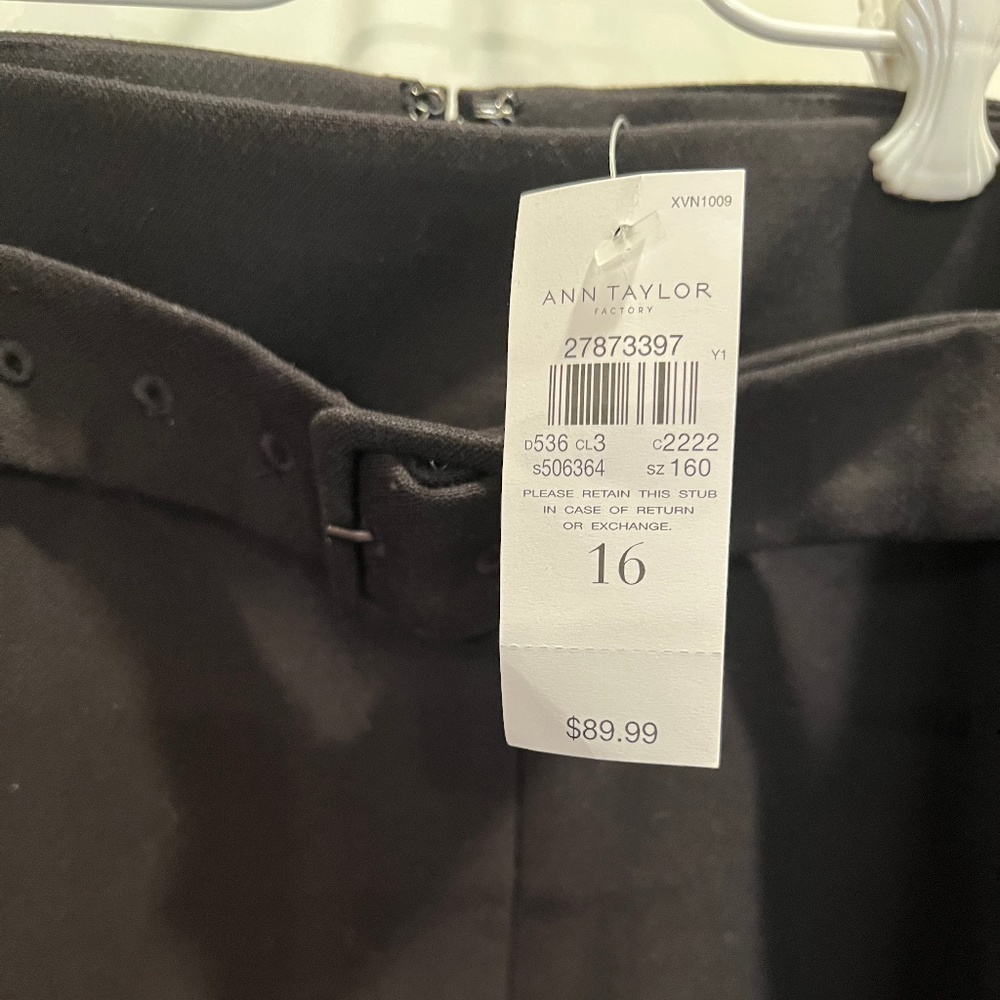 XVN1009
ANN TAYLOR
FACTORY
27873397 Y1
D536 CL3 C2222
S506364 SZ 160
PLEASE RETAIN THIS STUB
IN CASE OF RETURN
OR EXCHANGE.
16
$89.99